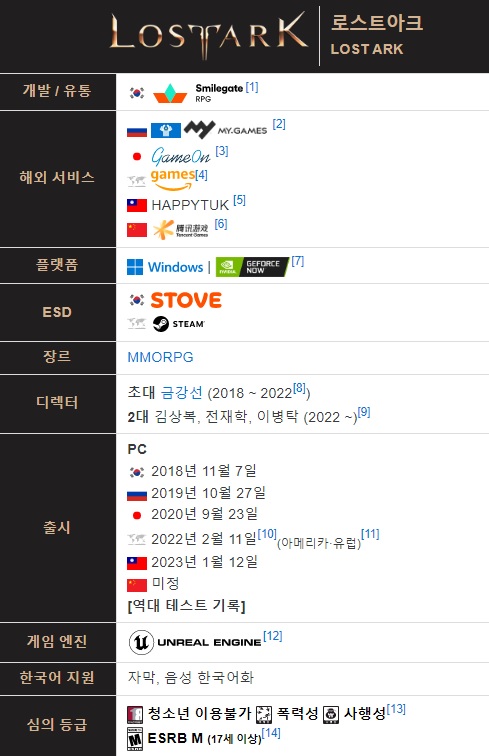 LOST ARK
로스트아크
LOST ARK
개발 / 유통
Smilegate [1]
RPG
해외 서비스
MY.GAMES [2]
GameOn [3]
games [4]
HAPPYTUK [5]
腾讯游戏 [6]
Tencent Games
플랫폼
Windows | NVIDIA GEFORCE NOW [7]
ESD
STOVE
STEAM
장르
MMORPG
디렉터
초대 금강선 (2018 ~ 2022[8])
2대 김상복, 전재학, 이병탁 (2022 ~)[9]
출시
PC
2018년 11월 7일
2019년 10월 27일
2020년 9월 23일
2022년 2월 11일[10](아메리카·유럽)[11]
2023년 1월 12일
미정
[역대 테스트 기록]
게임 엔진
UNREAL ENGINE[12]
한국어 지원
자막, 음성 한국어화
심의 등급
청소년 이용불가 폭력성 사행성[13]
ESRB M (17세 이상)[14]